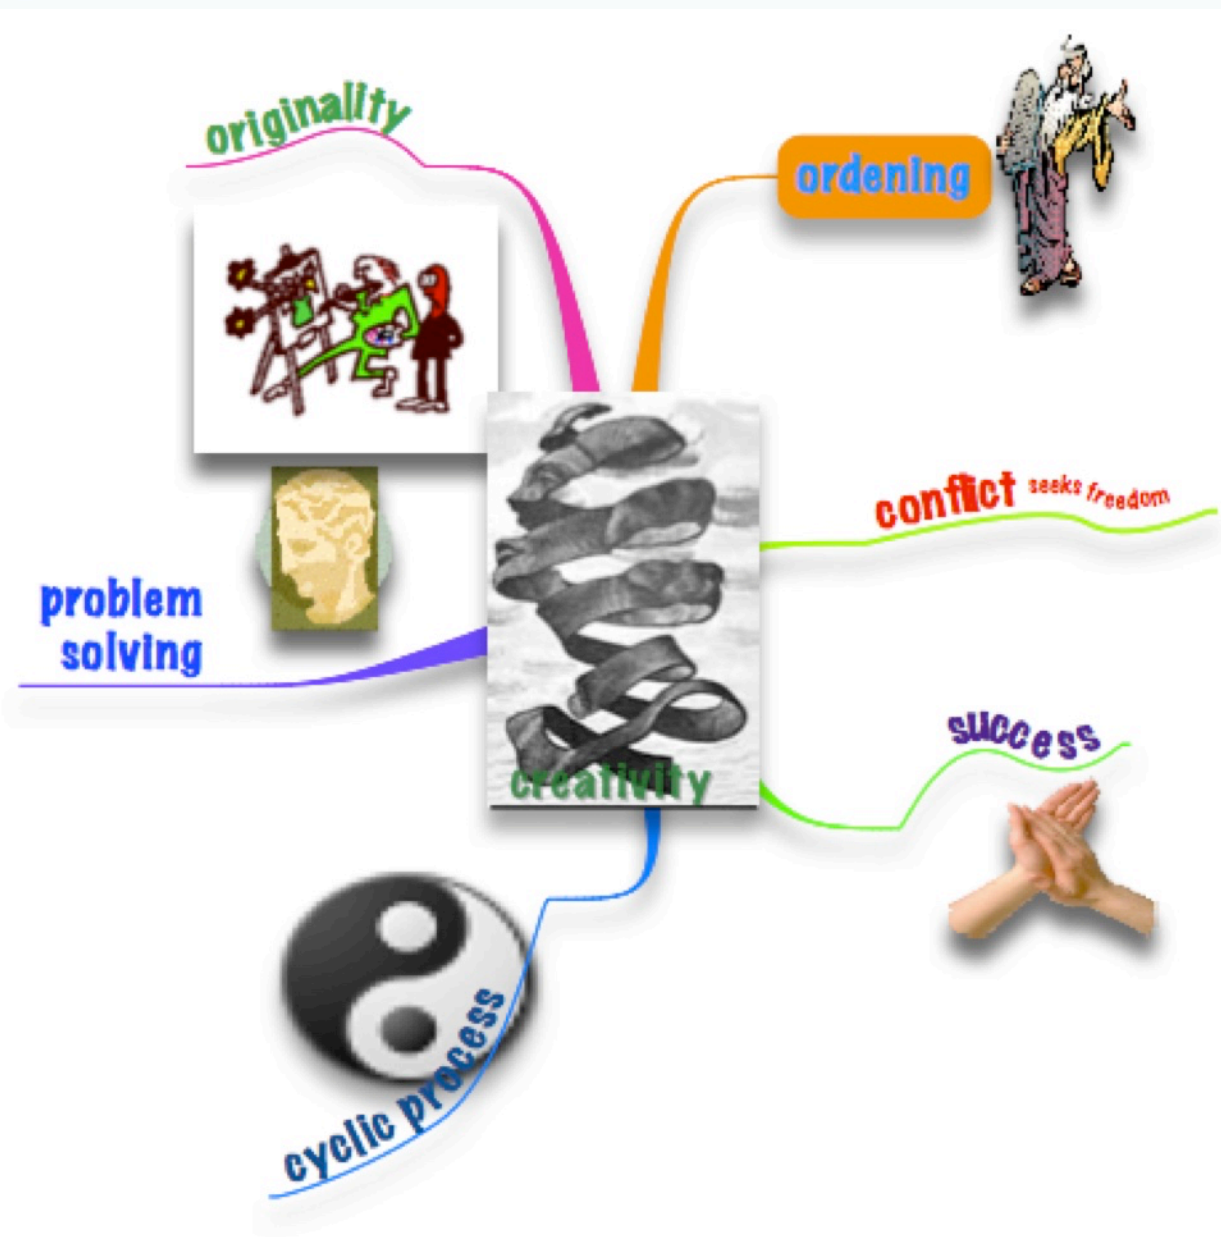 originality
ordening
conflict seeks freedom
problem
solving
success
creativity
cyclic process